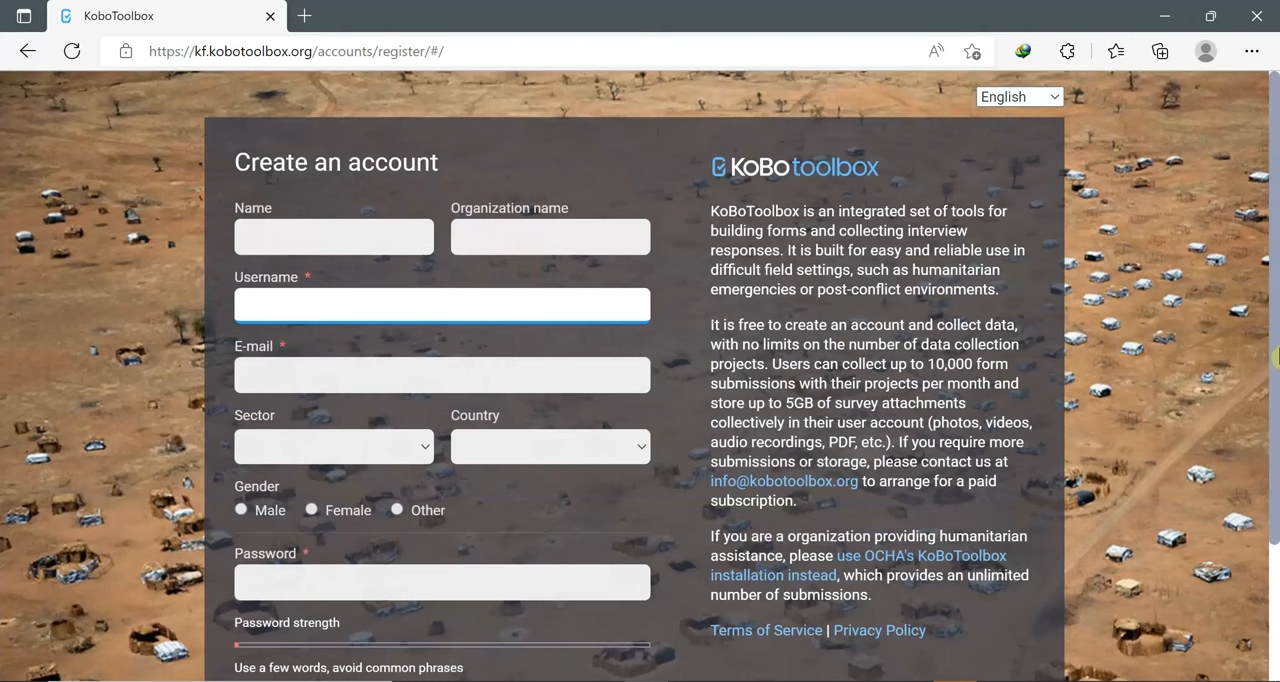 KoboToolbox
https://kf.kobotoolbox.org/accounts/register/#/
English
Create an account
Name
Organization name
Username *
E-mail *
Sector
Country
Gender
Male
Female
Other
Password *
Password strength
Use a few words, avoid common phrases
KoBotoolbox
KoBoToolbox is an integrated set of tools for
building forms and collecting interview
responses. It is built for easy and reliable use in
difficult field settings, such as humanitarian
emergencies or post-conflict environments.
It is free to create an account and collect data,
with no limits on the number of data collection
projects. Users can collect up to 10,000 form
submissions with their projects per month and
store up to 5GB of survey attachments
collectively in their user account (photos, videos,
audio recordings, PDF, etc.). If you require more
submissions or storage, please contact us at
info@kobotoolbox.org to arrange for a paid
subscription.
If you are a organization providing humanitarian
assistance, please use OCHA's KoBoToolbox
installation instead, which provides an unlimited
number of submissions.
Terms of Service | Privacy Policy